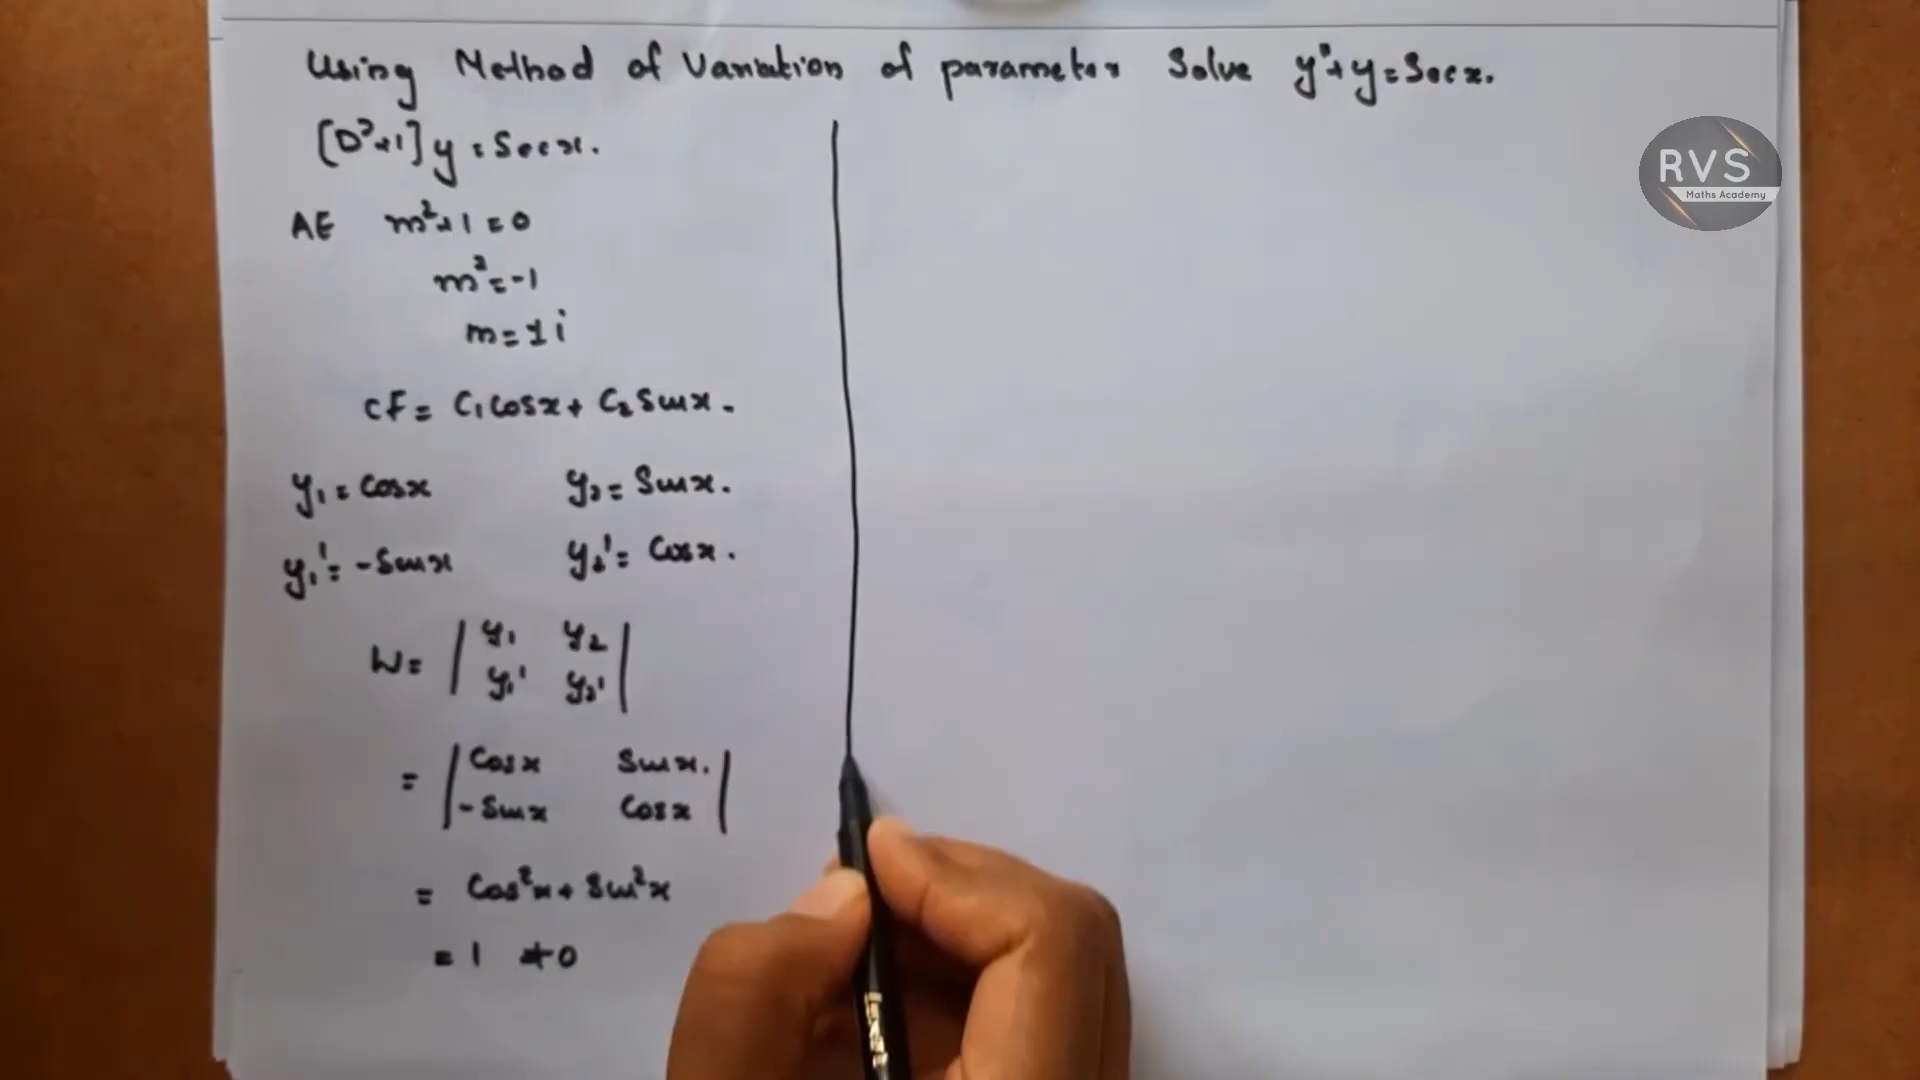 Using Method of Variation of parameter Solve y"+y=Secx.
[D²+1]y=Secx.
AE m²+1=0
m²=-1
m=±i
CF= C₁Cosx+ C₂Sinx.
y₁=Cosx y₂=Sinx.
y₁'=-Sinx y₂'=Cosx.
W= | y₁ y₂ |
| y₁' y₂' |
= | Cosx Sinx. |
| -Sinx Cosx |
= Cos²x+Sin²x
=1 ≠0
RVS
Maths Academy